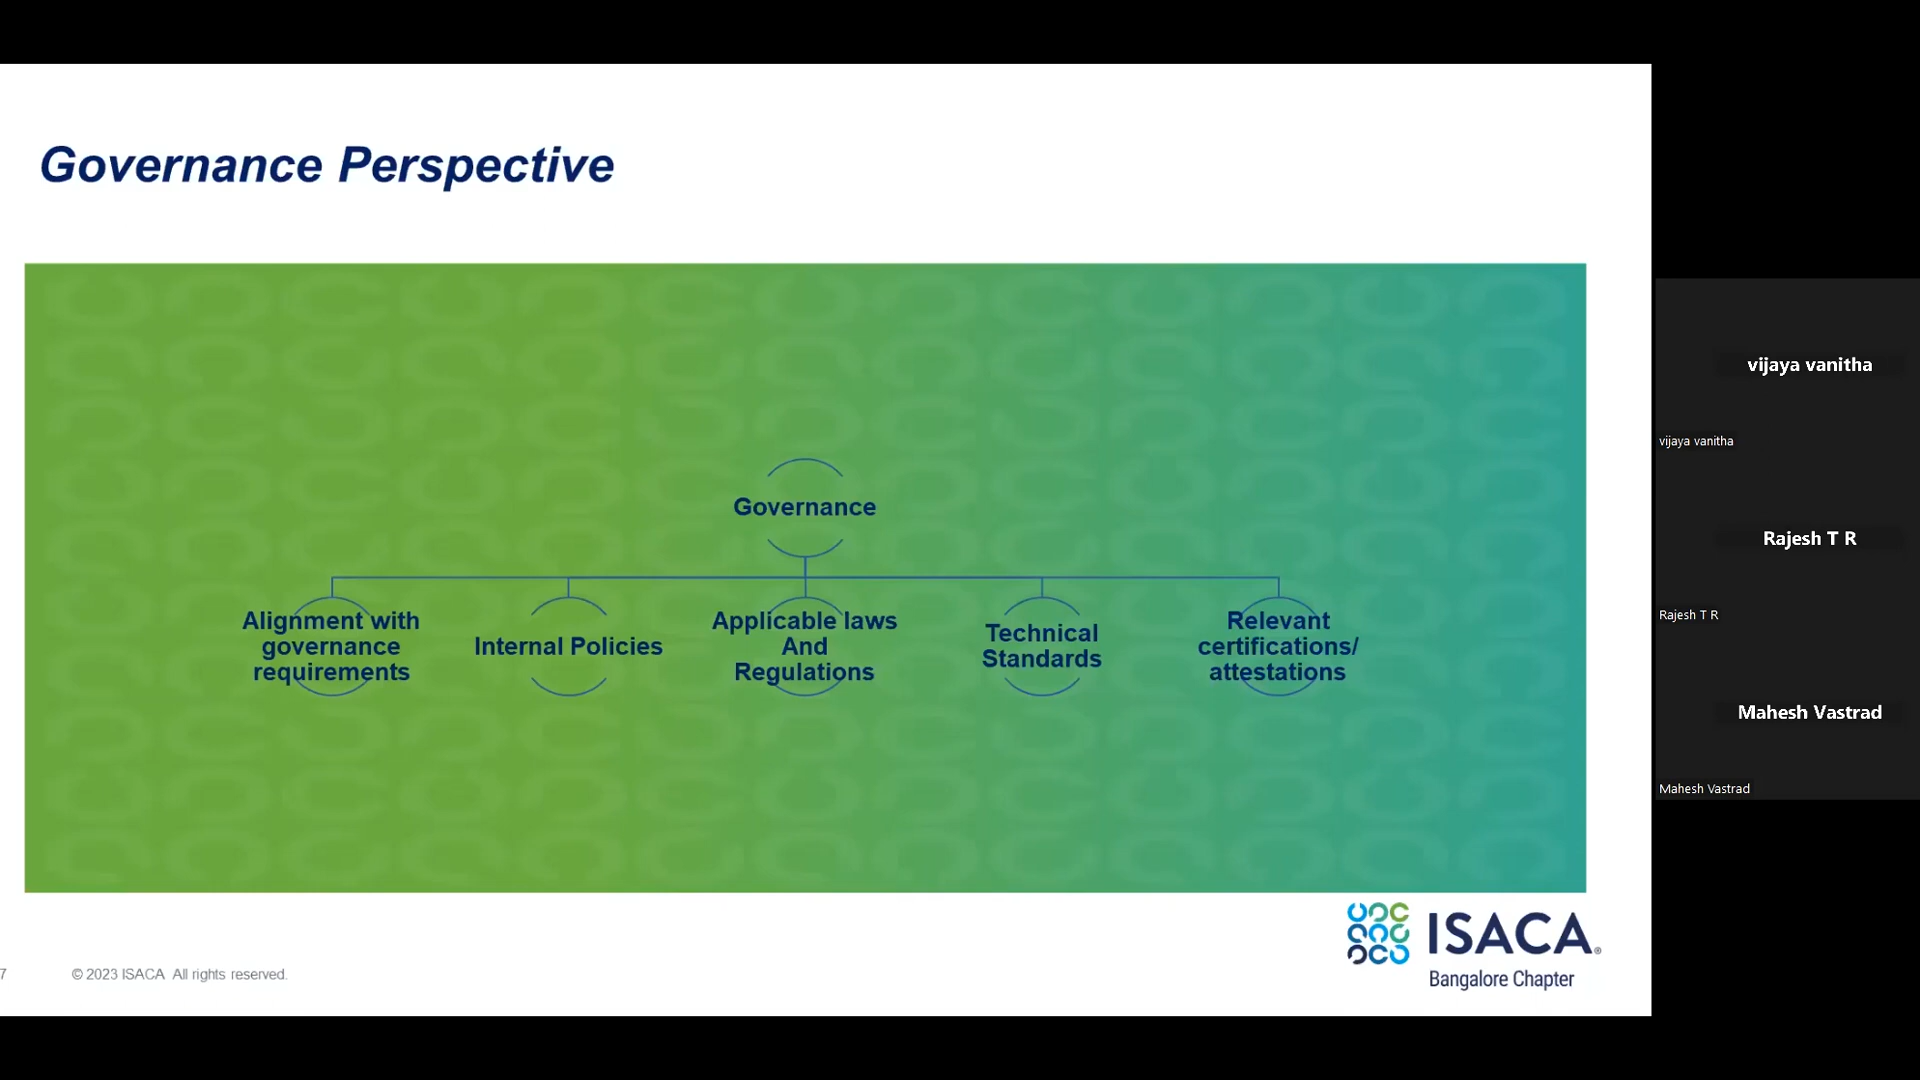 Governance Perspective
Governance
Alignment with
governance
requirements
Internal Policies
Applicable laws
And
Regulations
Technical
Standards
Relevant
certifications/
attestations
7
© 2023 ISACA All rights reserved.
ISACA®
Bangalore Chapter
vijaya vanitha
vijaya vanitha
Rajesh T R
Rajesh T R
Mahesh Vastrad
Mahesh Vastrad